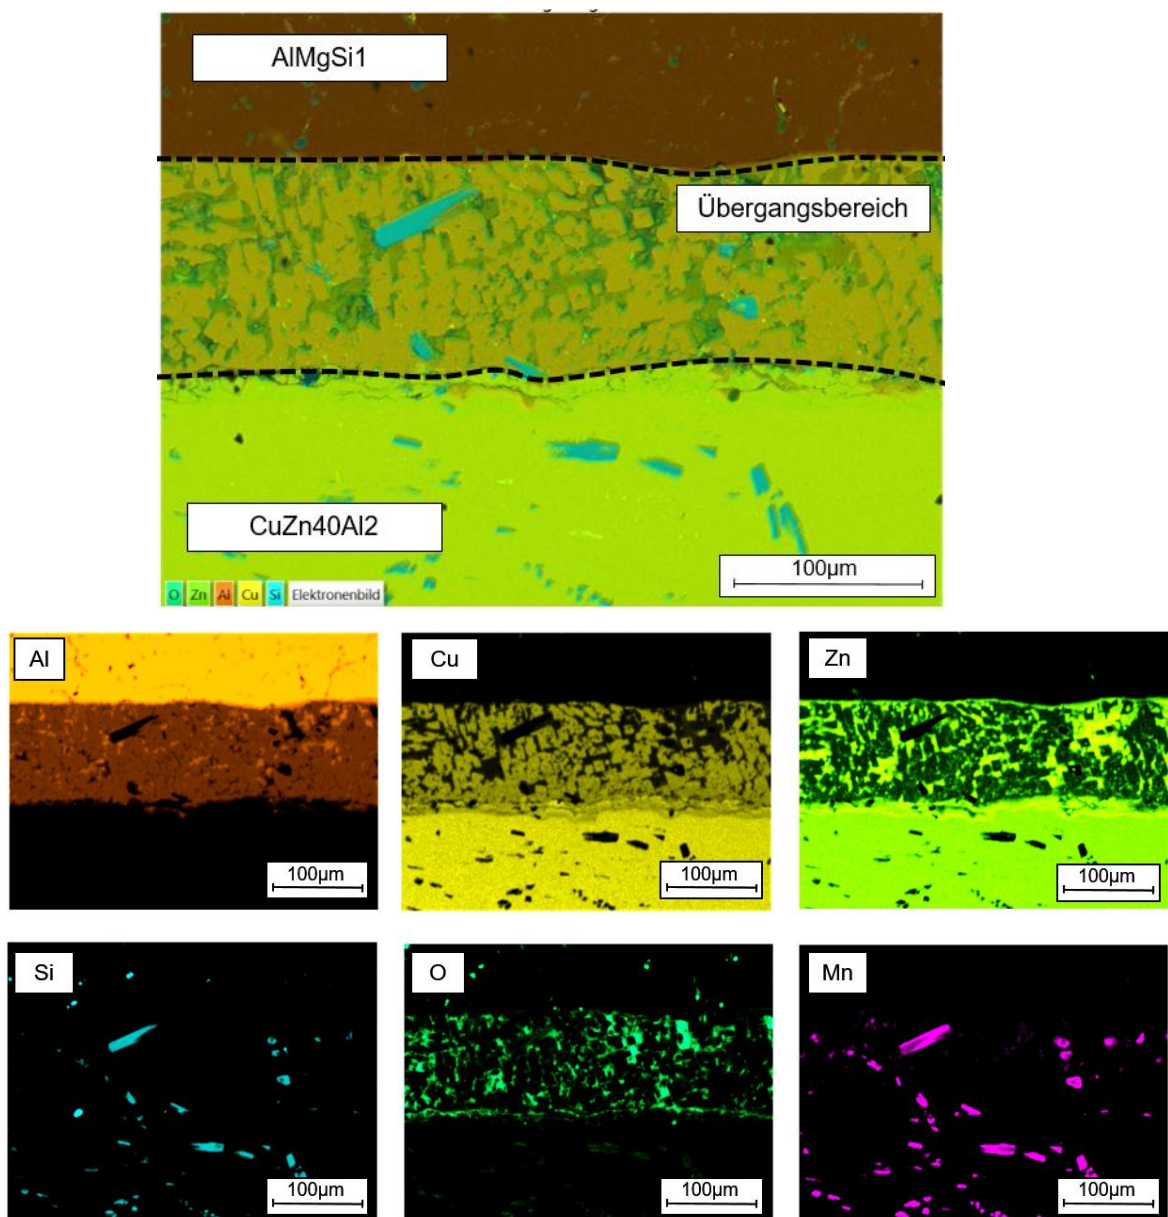 AlMgSi1
Übergangsbereich
CuZn40Al2
100µm
O Zn Al Cu Si Elektronenbild
Al Cu Zn
100µm 100µm 100µm
Si O Mn
100µm 100µm 100µm